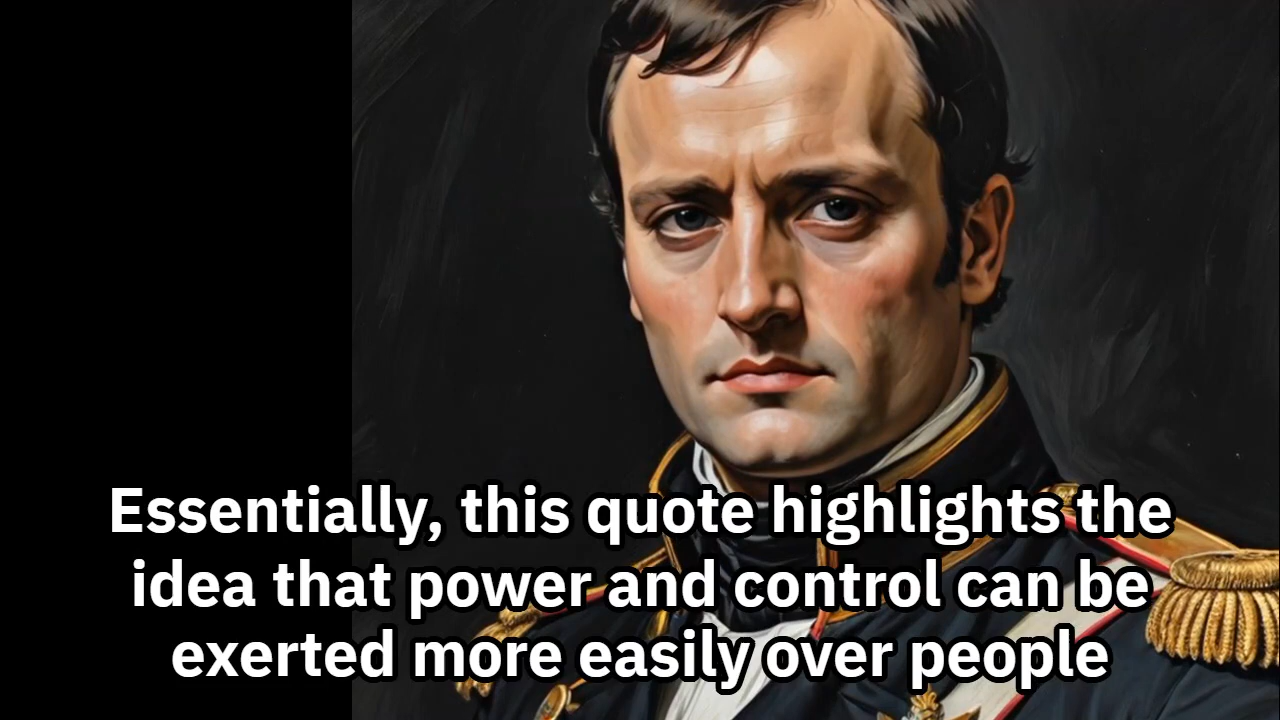 Essentially, this quote highlights the
idea that power and control can be
exerted more easily over people